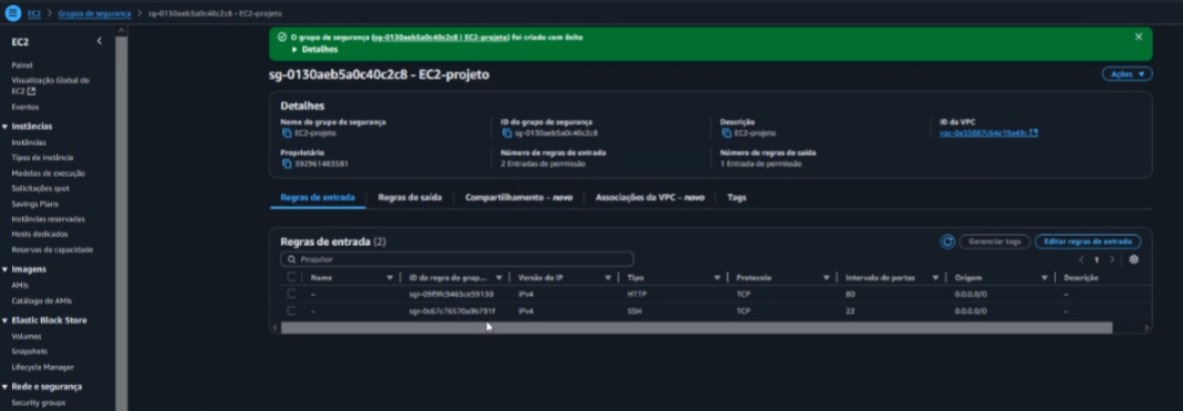 EC2 > Grupos de segurança > sg-0130aeb5a0c40c2c8 - EC2-projeto
EC2
Painel
Visualização Global do
EC2
Eventos
Instâncias
Instâncias
Tipos de instância
Modelos de execução
Solicitações spot
Savings Plans
Instâncias reservadas
Hosts dedicados
Reservas de capacidade
Imagens
AMIs
Catálogo de AMIs
Elastic Block Store
Volumes
Snapshots
Lifecycle Manager
Rede e segurança
Security groups
O grupo de segurança (sg-0130aeb5a0c40c2c8 | EC2-projeto) foi criado com êxito
Detalhes
sg-0130aeb5a0c40c2c8 - EC2-projeto
Ações
Detalhes
Nome do grupo de segurança
EC2-projeto
ID do grupo de segurança
sg-0130aeb5a0c40c2c8
Descrição
EC2-projeto
ID da VPC
Proprietário
392961483581
Número de regras de entrada
2 Entradas de permissão
Número de regras de saída
1 Entrada de permissão
Regras de entrada Regras de saída Compartilhamento - novo Associações da VPC - novo Tags
Regras de entrada (2)
Gerenciar tags Editar regras de entrada
Pesquisar
1
Name ID da regra do grup... Versão do IP Tipo Protocolo Intervalo de portas Origem Descrição
- IPv4 HTTP TCP 80 0.0.0.0/0 -
- IPv4 SSH TCP 22 0.0.0.0/0 -